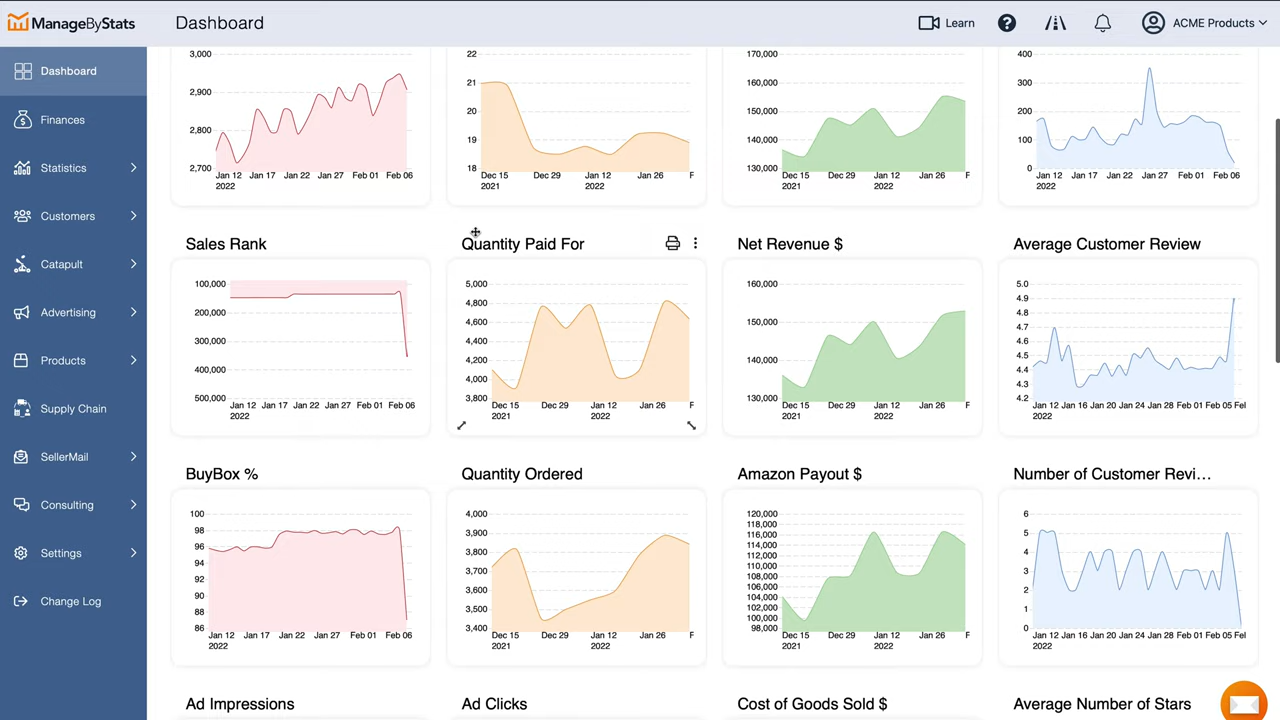 ManageByStats
Dashboard
Learn
?
ACME Products
Dashboard
Finances
Statistics
Customers
Catapult
Advertising
Products
Supply Chain
SellerMail
Consulting
Settings
Change Log
3,000
2,900
2,800
2,700
Jan 12 Jan 17 Jan 22 Jan 27 Feb 01 Feb 06
2022
22
21
20
19
18
Dec 15 Dec 29 Jan 12 Jan 26 F
2021 2022
170,000
160,000
150,000
140,000
130,000
Dec 15 Dec 29 Jan 12 Jan 26 F
2021 2022
400
300
200
100
0
Jan 12 Jan 17 Jan 22 Jan 27 Feb 01 Feb 06
2022
Sales Rank
100,000
200,000
300,000
400,000
500,000
Jan 12 Jan 17 Jan 22 Jan 27 Feb 01 Feb 06
2022
Quantity Paid For
5,000
4,800
4,600
4,400
4,200
4,000
3,800
Dec 15 Dec 29 Jan 12 Jan 26 F
2021 2022
Net Revenue $
160,000
150,000
140,000
130,000
Dec 15 Dec 29 Jan 12 Jan 26 F
2021 2022
Average Customer Review
5.0
4.9
4.8
4.7
4.6
4.5
4.4
4.3
4.2
Jan 12 Jan 16 Jan 20 Jan 24 Jan 28 Feb 01 Feb 05 Fel
2022
BuyBox %
100
98
96
94
92
90
88
86
Jan 12 Jan 17 Jan 22 Jan 27 Feb 01 Feb 06
2022
Quantity Ordered
4,000
3,900
3,800
3,700
3,600
3,500
3,400
Dec 15 Dec 29 Jan 12 Jan 26 F
2021 2022
Amazon Payout $
120,000
118,000
116,000
114,000
112,000
110,000
108,000
106,000
104,000
102,000
100,000
98,000
Dec 15 Dec 29 Jan 12 Jan 26 F
2021 2022
Number of Customer Revi...
6
5
4
3
2
1
0
Jan 12 Jan 16 Jan 20 Jan 24 Jan 28 Feb 01 Feb 05 Fel
2022
Ad Impressions
Ad Clicks
Cost of Goods Sold $
Average Number of Stars